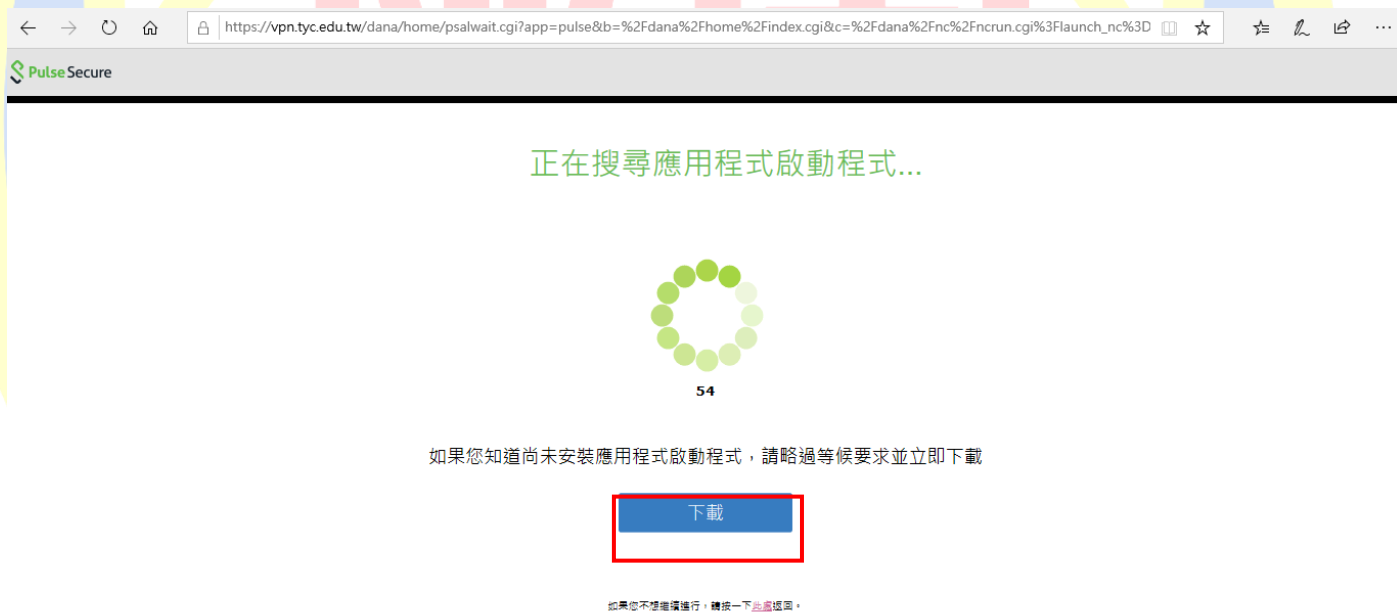 https://vpn.tyc.edu.tw/dana/home/psalwait.cgi?app=pulse&b=%2Fdana%2Fhome%2Findex.cgi&c=%2Fdana%2Fnc%2Fncrun.cgi%3Flaunch_nc%3D
Pulse Secure
正在搜尋應用程式啟動程式...
54
如果您知道尚未安裝應用程式啟動程式，請略過等候要求並立即下載
下載
如果您不想繼續進行，請按一下此處返回。